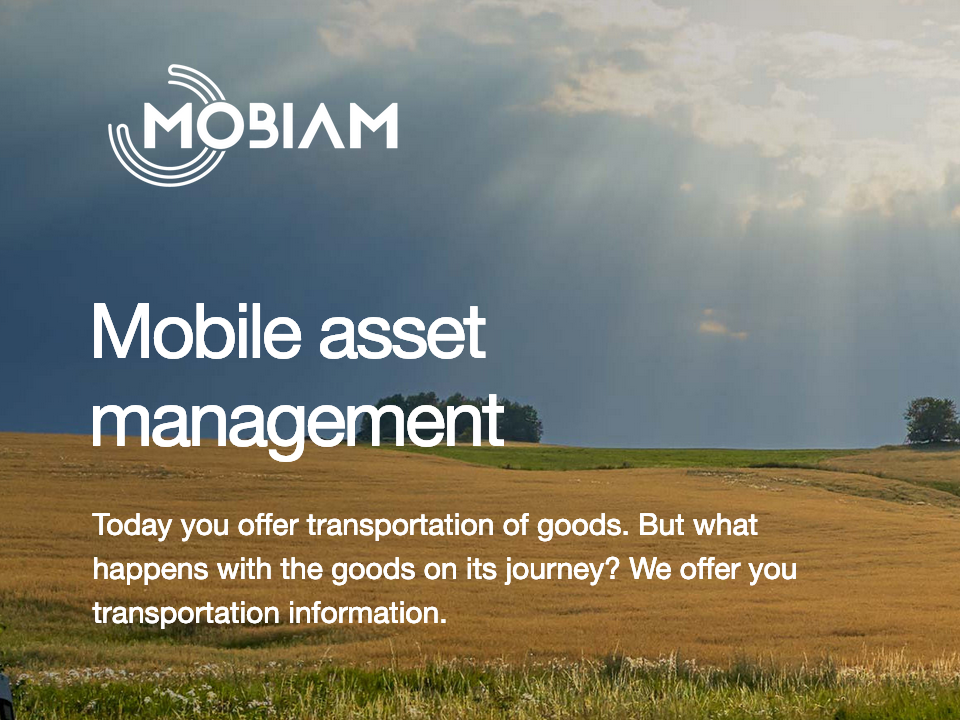 MOBIAM
Mobile asset
management
Today you offer transportation of goods. But what
happens with the goods on its journey? We offer you
transportation information.